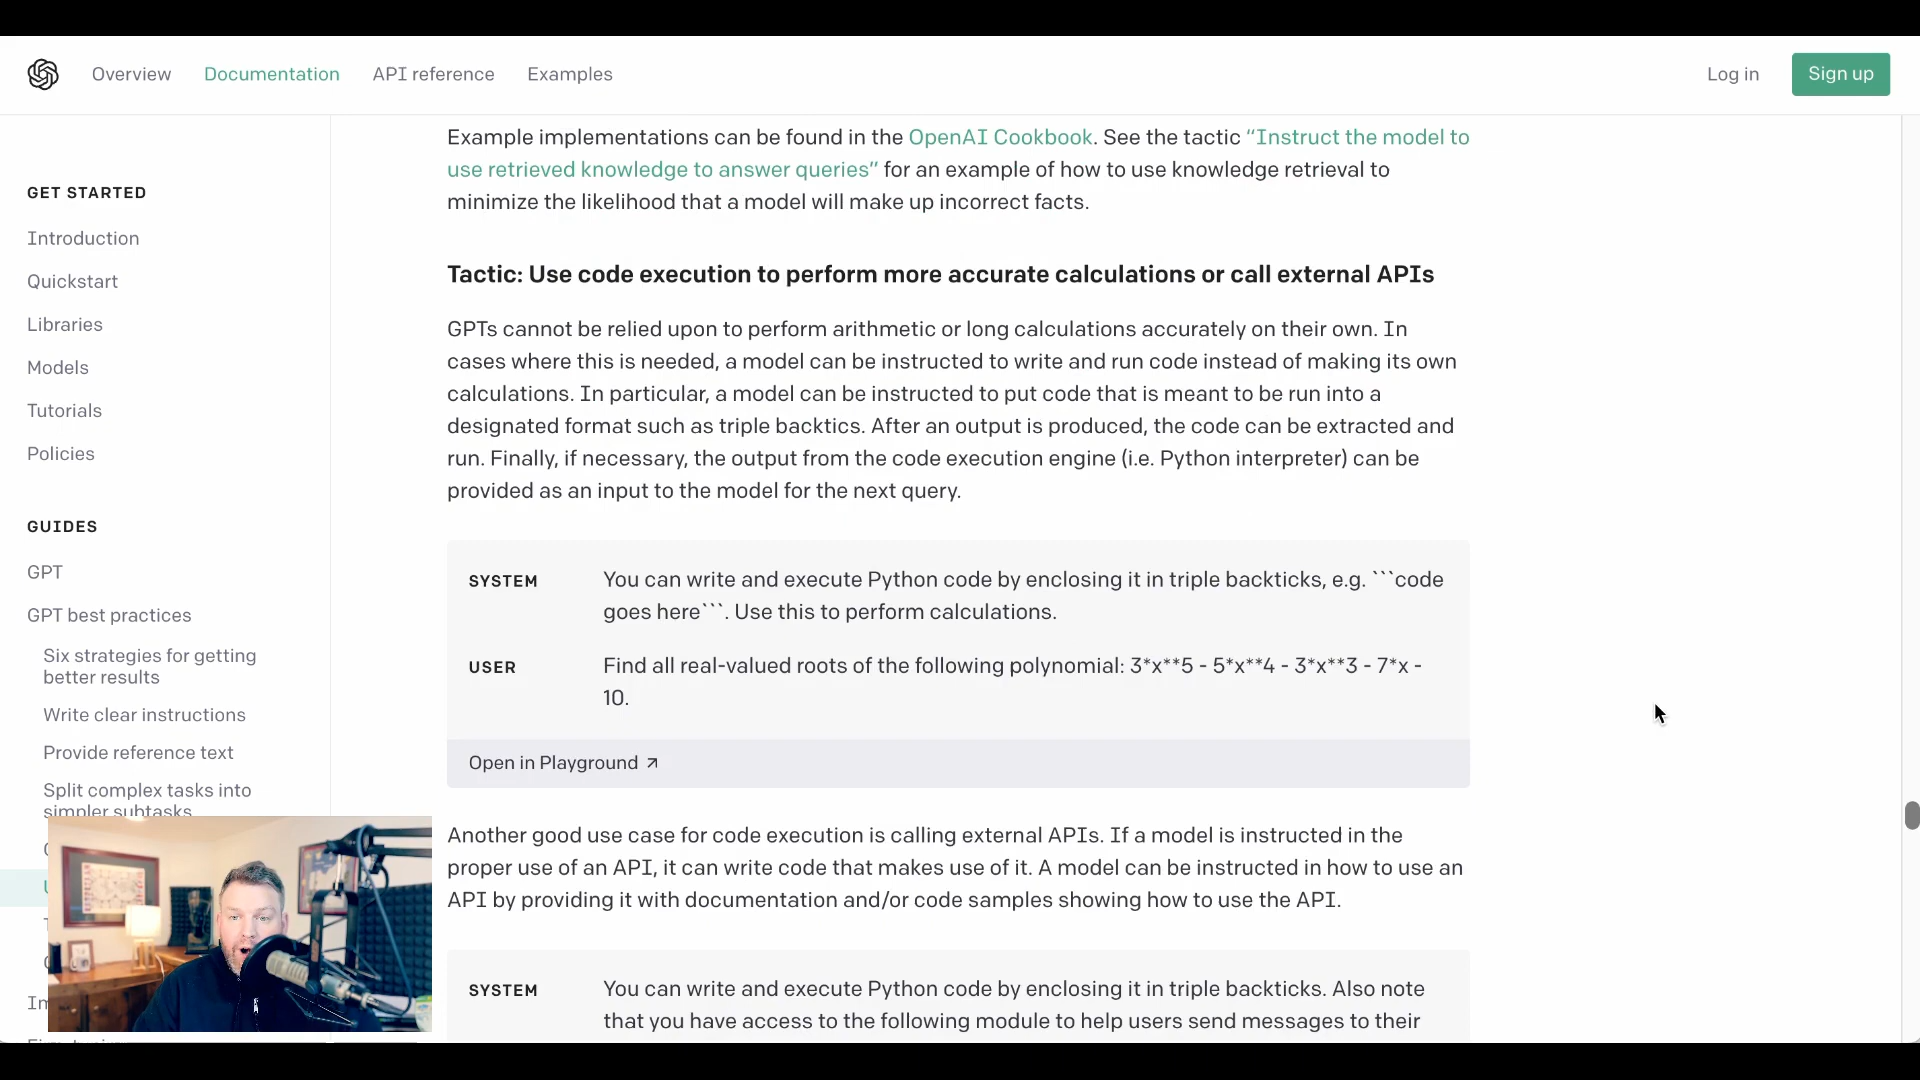 Overview Documentation API reference Examples Log in Sign up
GET STARTED
Introduction
Quickstart
Libraries
Models
Tutorials
Policies
GUIDES
GPT
GPT best practices
Six strategies for getting
better results
Write clear instructions
Provide reference text
Split complex tasks into
simpler subtasks
Example implementations can be found in the OpenAI Cookbook. See the tactic “Instruct the model to
use retrieved knowledge to answer queries” for an example of how to use knowledge retrieval to
minimize the likelihood that a model will make up incorrect facts.
Tactic: Use code execution to perform more accurate calculations or call external APIs
GPTs cannot be relied upon to perform arithmetic or long calculations accurately on their own. In
cases where this is needed, a model can be instructed to write and run code instead of making its own
calculations. In particular, a model can be instructed to put code that is meant to be run into a
designated format such as triple backtics. After an output is produced, the code can be extracted and
run. Finally, if necessary, the output from the code execution engine (i.e. Python interpreter) can be
provided as an input to the model for the next query.
SYSTEM You can write and execute Python code by enclosing it in triple backticks, e.g. ```code
goes here```. Use this to perform calculations.
USER Find all real-valued roots of the following polynomial: 3*x**5 - 5*x**4 - 3*x**3 - 7*x -
10.
Open in Playground ↗
Another good use case for code execution is calling external APIs. If a model is instructed in the
proper use of an API, it can write code that makes use of it. A model can be instructed in how to use an
API by providing it with documentation and/or code samples showing how to use the API.
SYSTEM You can write and execute Python code by enclosing it in triple backticks. Also note
that you have access to the following module to help users send messages to their